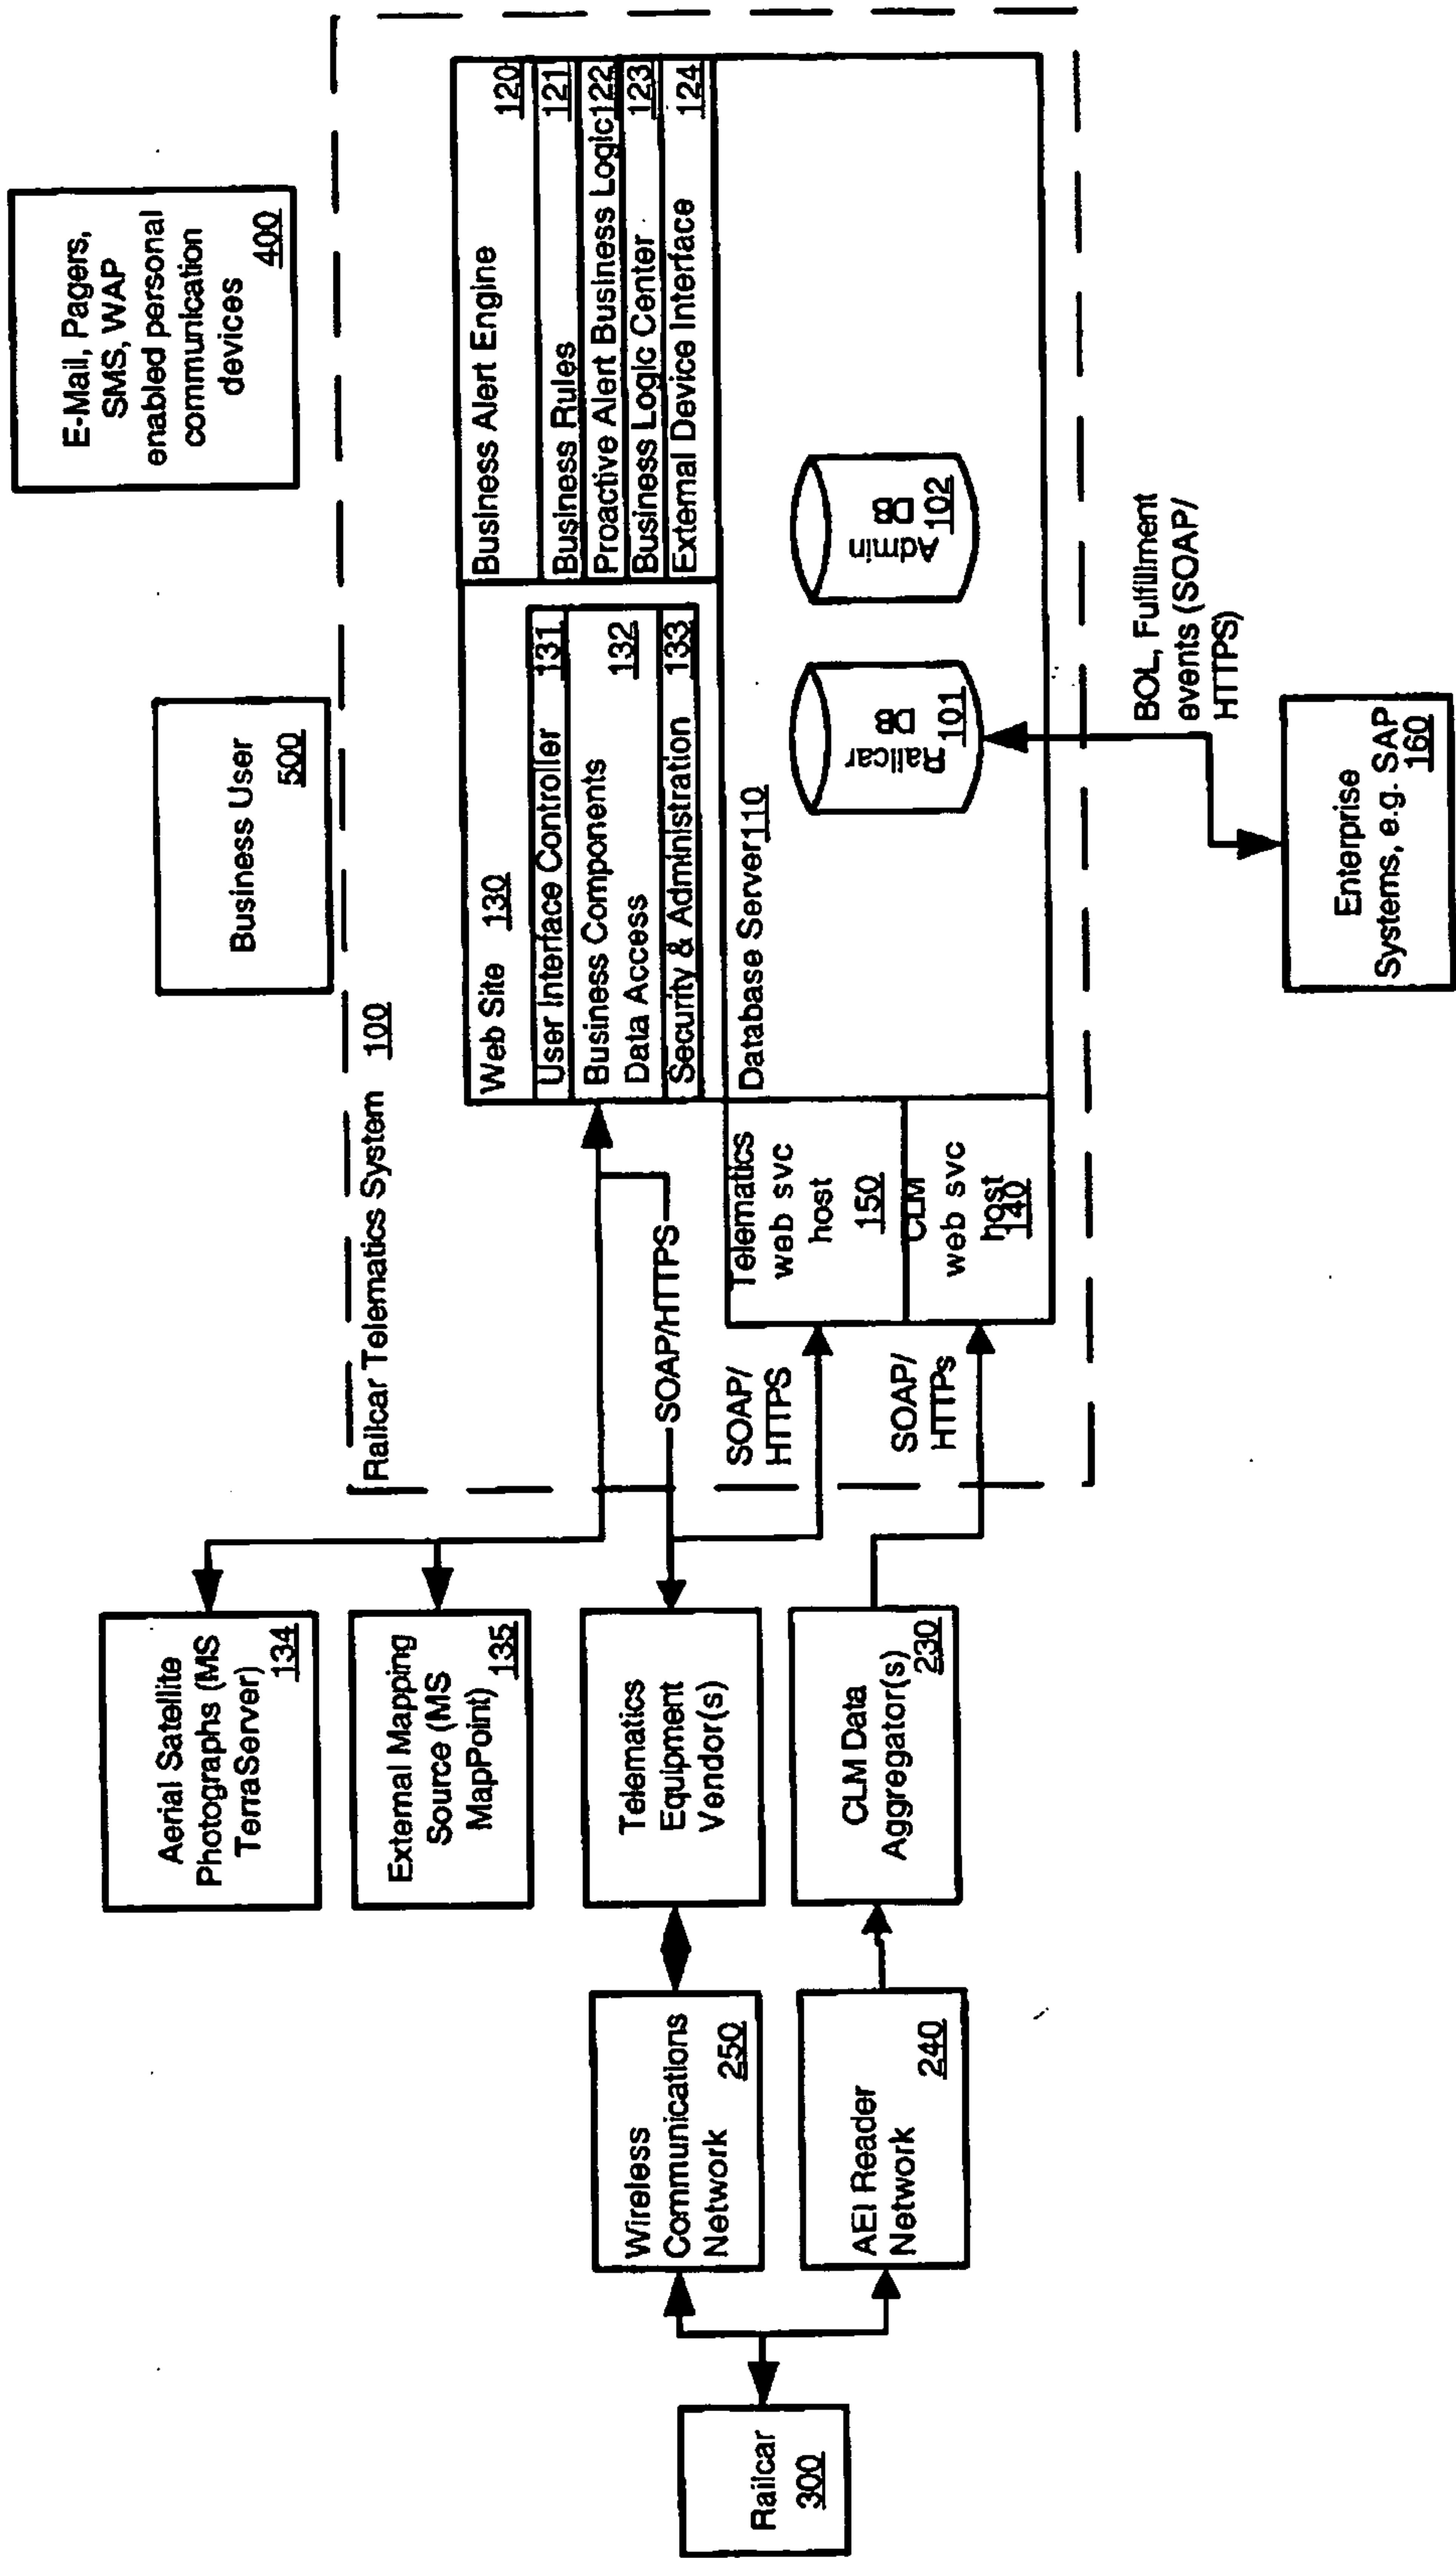 E-Mail, Pagers,
SMS, WAP
enabled personal
communication
devices
400
Business User
500
Railcar Telematics System 100
Business Alert Engine
120
Business Rules 121
Proactive Alert Business Logic 122
Business Logic Center 123
External Device Interface 124
Web Site 130
User Interface Controller 131
Business Components
132
Data Access
Security & Administration 133
Database Server 110
Railcar
DB
101
Admin
DB
102
Telematics
web svc
host
150
CLM
web svc
host
140
SOAP/HTTPS
SOAP/
HTTPS
SOAP/
HTTPs
BOL, Fulfillment
events (SOAP/
HTTPS)
Enterprise
Systems, e.g. SAP
160
Aerial Satellite
Photographs (MS
TerraServer)
134
External Mapping
Source (MS
MapPoint)
135
Telematics
Equipment
Vendor(s)
CLM Data
Aggregator(s)
230
Wireless
Communications
Network
250
AEI Reader
Network
240
Railcar
300